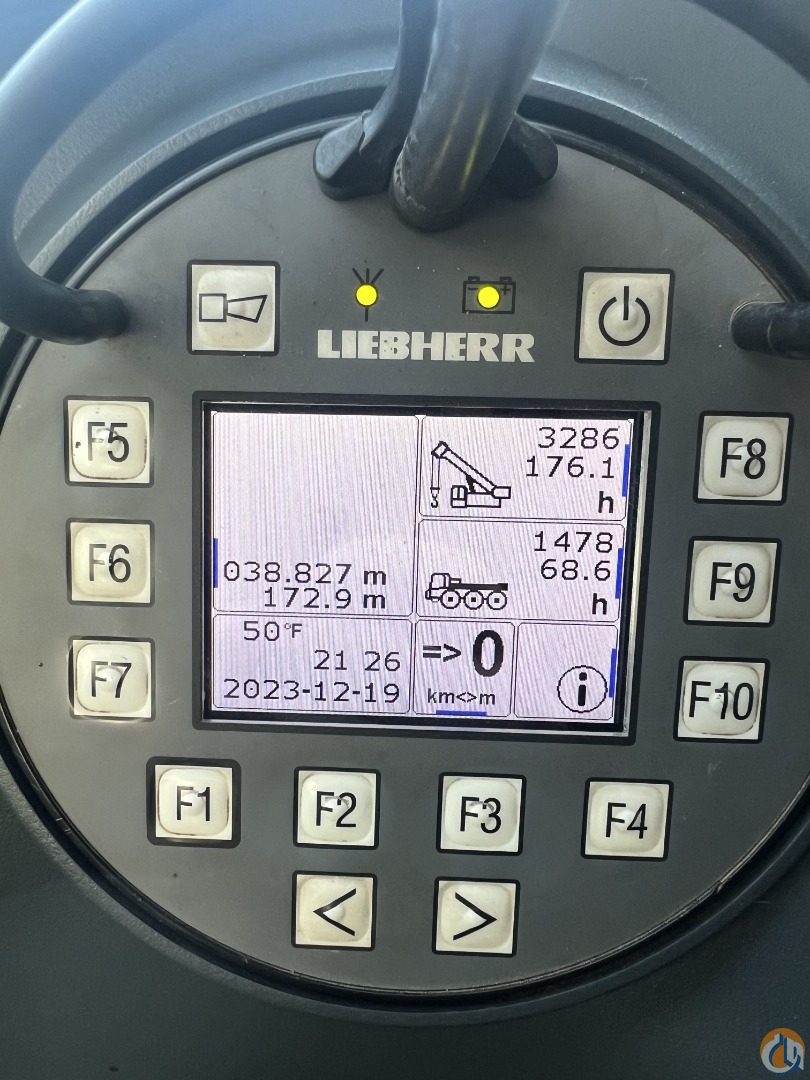 LIEBHERR
F5
F6
F7
F8
F9
F10
3286
176.1
h
1478
68.6
h
038.827 m
172.9 m
50°F
21 26
2023-12-19
=>0
km<>m
i
F1
F2
F3
F4
<
>